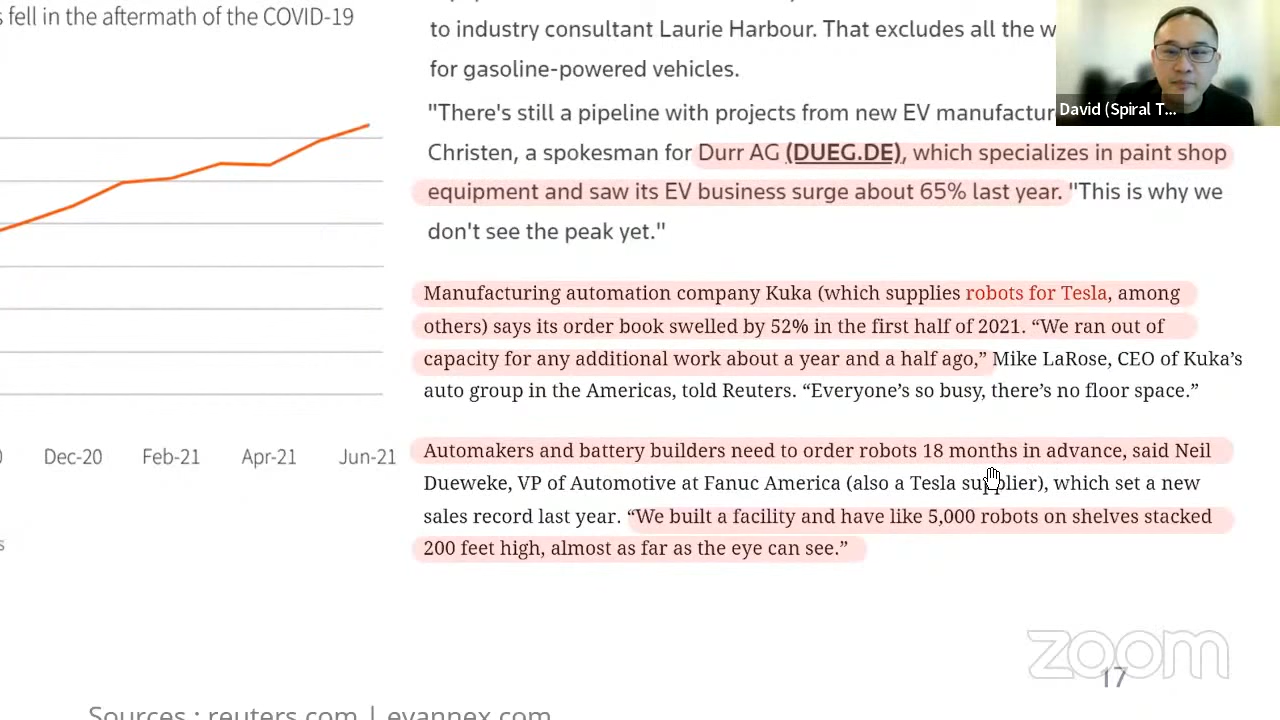 s fell in the aftermath of the COVID-19
to industry consultant Laurie Harbour. That excludes all the w
for gasoline-powered vehicles.
"There's still a pipeline with projects from new EV manufactur
Christen, a spokesman for Durr AG (DUEG.DE), which specializes in paint shop
equipment and saw its EV business surge about 65% last year. "This is why we
don't see the peak yet."
Manufacturing automation company Kuka (which supplies robots for Tesla, among
others) says its order book swelled by 52% in the first half of 2021. “We ran out of
capacity for any additional work about a year and a half ago,” Mike LaRose, CEO of Kuka’s
auto group in the Americas, told Reuters. “Everyone’s so busy, there’s no floor space.”
Automakers and battery builders need to order robots 18 months in advance, said Neil
Dueweke, VP of Automotive at Fanuc America (also a Tesla supplier), which set a new
sales record last year. “We built a facility and have like 5,000 robots on shelves stacked
200 feet high, almost as far as the eye can see.”
0 Dec-20 Feb-21 Apr-21 Jun-21
s
David (Spiral T...
zoom
17
Sources : reuters.com | evannex.com